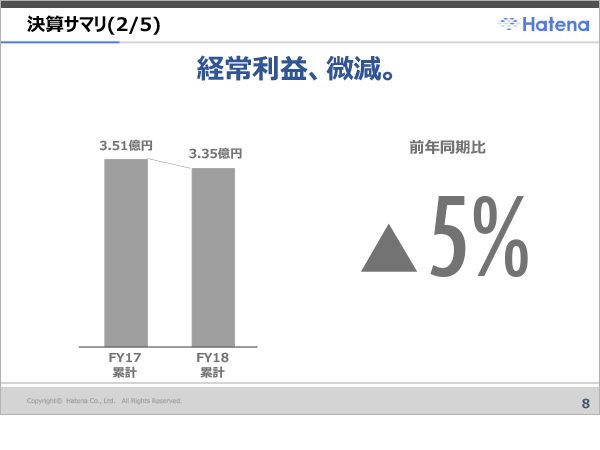 決算サマリ(2/5)
Hatena
経常利益、微減。
3.51億円
3.35億円
前年同期比
▲5%
FY17
累計
FY18
累計
Copyright© Hatena Co., Ltd. All Rights Reserved.
8